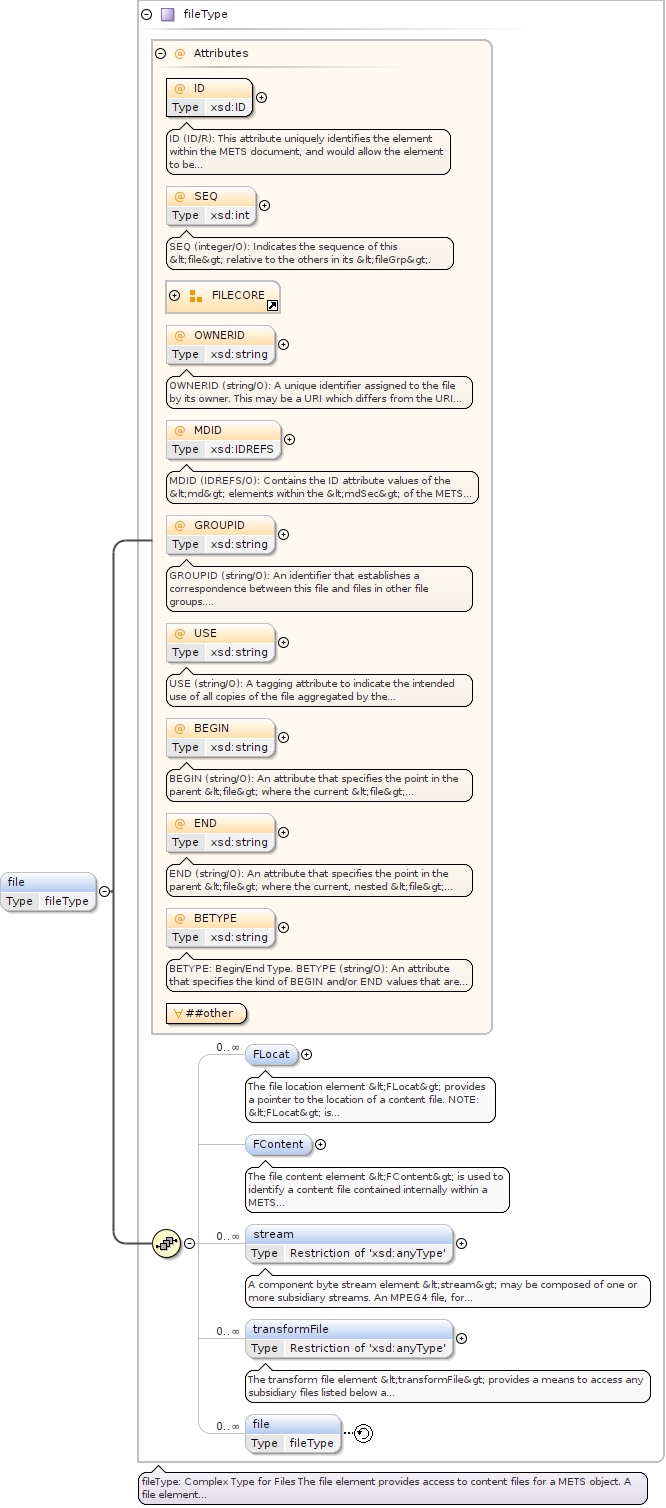 fileType
@ Attributes
@ ID
Type xsd:ID
ID (ID/R): This attribute uniquely identifies the element
within the METS document, and would allow the element
to be...
@ SEQ
Type xsd:int
SEQ (integer/O): Indicates the sequence of this
&lt;file&gt; relative to the others in its &lt;fileGrp&gt;.
FILECORE
@ OWNERID
Type xsd:string
OWNERID (string/O): A unique identifier assigned to the file
by its owner. This may be a URI which differs from the URI...
@ MDID
Type xsd:IDREFS
MDID (IDREFS/O): Contains the ID attribute values of the
&lt;md&gt; elements within the &lt;mdSec&gt; of the METS...
@ GROUPID
Type xsd:string
GROUPID (string/O): An identifier that establishes a
correspondence between this file and files in other file
groups....
@ USE
Type xsd:string
USE (string/O): A tagging attribute to indicate the intended
use of all copies of the file aggregated by the...
@ BEGIN
Type xsd:string
BEGIN (string/O): An attribute that specifies the point in the
parent &lt;file&gt; where the current &lt;file&gt;...
@ END
Type xsd:string
END (string/O): An attribute that specifies the point in the
parent &lt;file&gt; where the current, nested &lt;file&gt;...
@ BETYPE
Type xsd:string
BETYPE: Begin/End Type. BETYPE (string/O): An attribute
that specifies the kind of BEGIN and/or END values that are...
∀ ##other
file
Type fileType
0..∞
FLocat
The file location element &lt;FLocat&gt; provides
a pointer to the location of a content file. NOTE:
&lt;FLocat&gt; is...
FContent
The file content element &lt;FContent&gt; is used to
identify a content file contained internally within a
METS...
0..∞
stream
Type Restriction of 'xsd:anyType'
A component byte stream element &lt;stream&gt; may be composed of one or
more subsidiary streams. An MPEG4 file, for...
0..∞
transformFile
Type Restriction of 'xsd:anyType'
The transform file element &lt;transformFile&gt; provides a means to access any
subsidiary files listed below a...
0..∞
file
Type fileType
fileType: Complex Type for Files The file element provides access to content files for a METS object. A
file element...